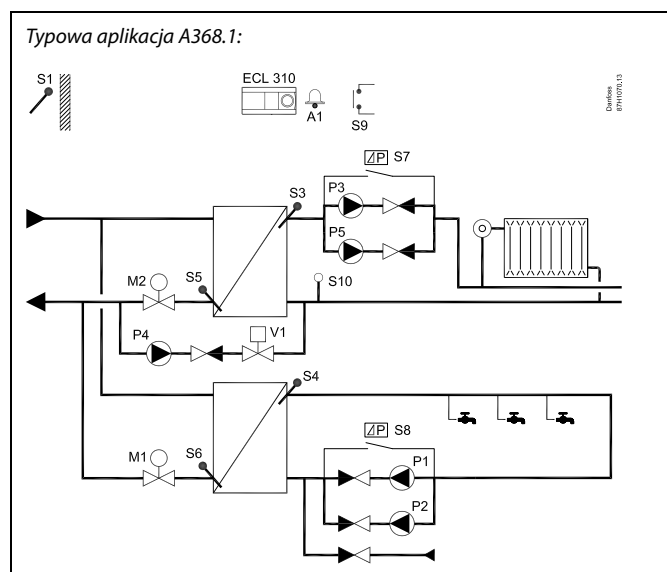 Typowa aplikacja A368.1:
S1
ECL 310
A1
S9
Danfoss
87H1070.13
⊿P S7
P3
S3
P5
M2
S5
S10
P4
V1
S4
⊿P S8
M1
S6
P1
P2